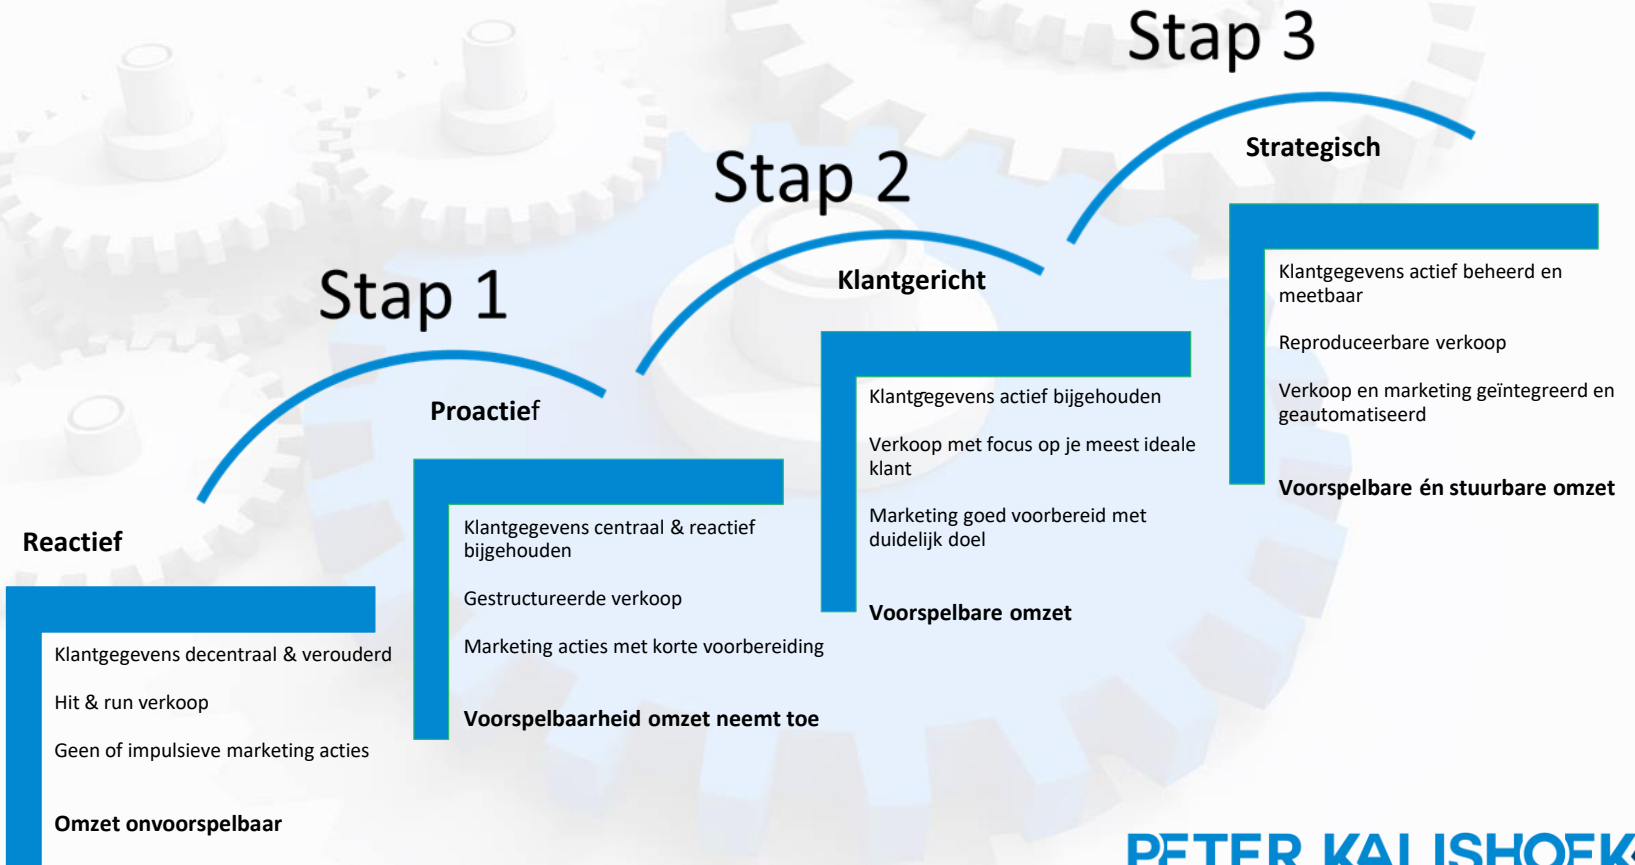 Stap 3
Strategisch
Stap 2
Klantgericht
Stap 1
Proactief
Reactief
Klantgegevens decentraal & verouderd
Hit & run verkoop
Geen of impulsieve marketing acties
Omzet onvoorspelbaar
Klantgegevens centraal & reactief
bijgehouden
Gestructureerde verkoop
Marketing acties met korte voorbereiding
Voorspelbaarheid omzet neemt toe
Klantgegevens actief bijgehouden
Verkoop met focus op je meest ideale
klant
Marketing goed voorbereid met
duidelijk doel
Voorspelbare omzet
Klantgegevens actief beheerd en
meetbaar
Reproduceerbare verkoop
Verkoop en marketing geïntegreerd en
geautomatiseerd
Voorspelbare én stuurbare omzet
PETER KALISHOEK